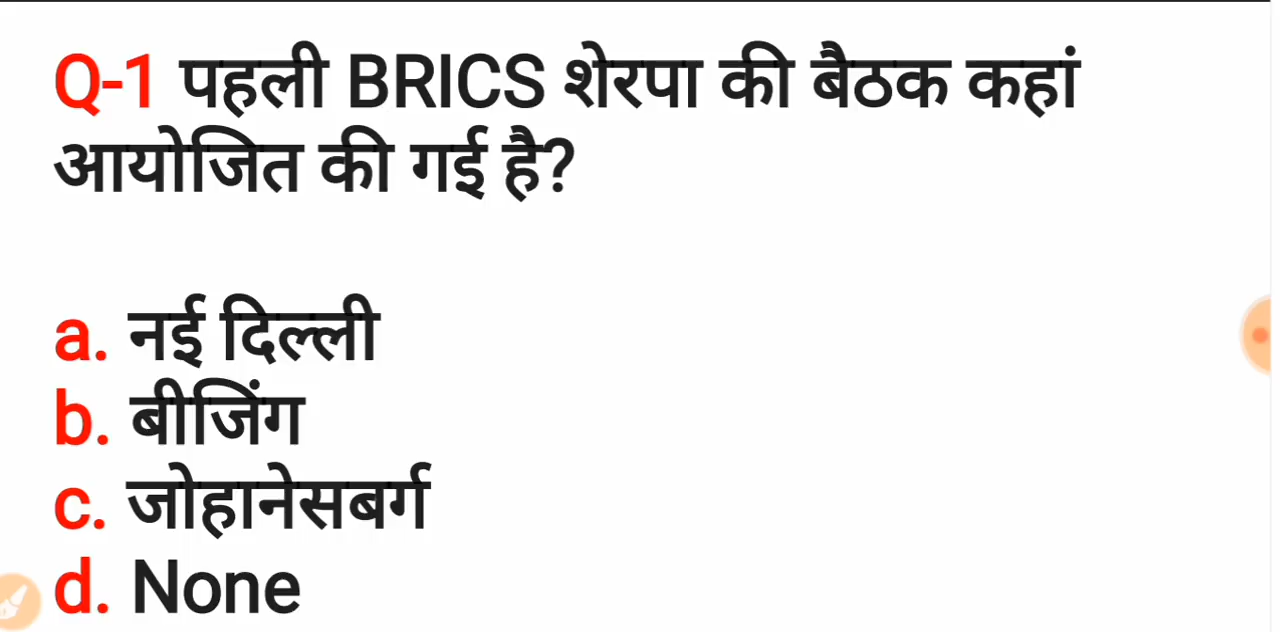 Q-1 पहली BRICS शेरपा की बैठक कहां
आयोजित की गई है?
a. नई दिल्ली
b. बीजिंग
c. जोहानेसबर्ग
d. None